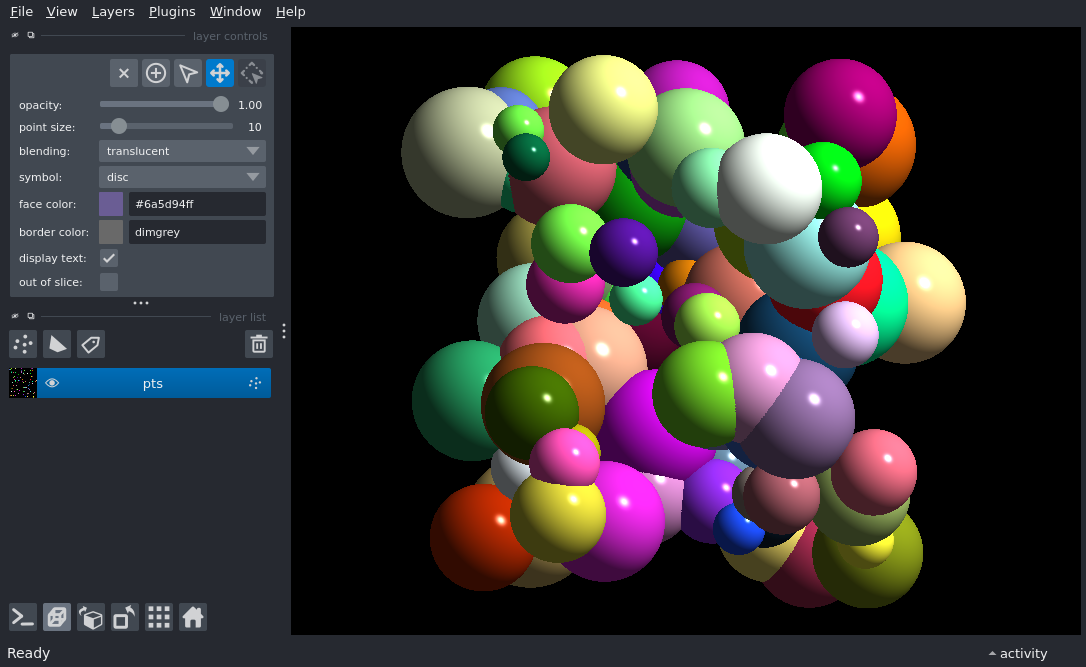 File View Layers Plugins Window Help
layer controls
opacity: 1.00
point size: 10
blending: translucent
symbol: disc
face color: #6a5d94ff
border color: dimgrey
display text:
out of slice:
layer list
pts
Ready activity